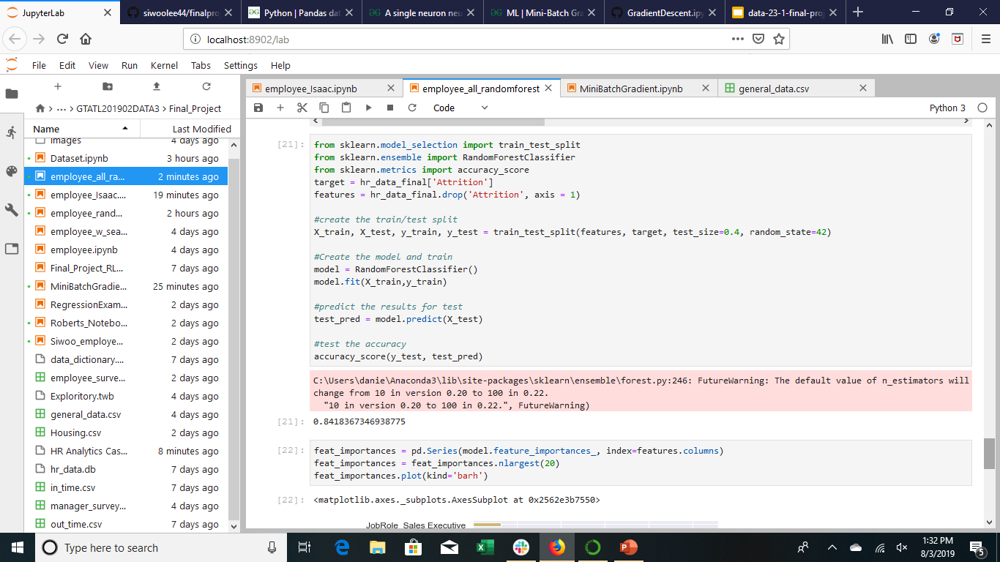 JupyterLab
siwoolee44/finalpro
Python | Pandas dat
A single neuron neu
ML | Mini-Batch Gra
GradientDescent.ipy
data-23-1-final-proj
localhost:8902/lab
File Edit View Run Kernel Tabs Settings Help
... > GTATL201902DATA3 > Final_Project
Name Last Modified
images 4 days ago
Dataset.ipynb 3 hours ago
employee_all_ra... 2 minutes ago
employee_Isaac.... 19 minutes ago
employee_rand... 2 hours ago
employee_w_sea... 4 days ago
employee.ipynb 4 days ago
Final_Project_RL... 7 days ago
MiniBatchGradie... 25 minutes ago
RegressionExam... 2 days ago
Roberts_Notebo... 2 days ago
Siwoo_employe... 2 days ago
data_dictionary.... 7 days ago
employee_surve... 2 days ago
Exploritory.twb 4 days ago
general_data.csv 4 days ago
Housing.csv 2 days ago
HR Analytics Cas... 8 minutes ago
hr_data.db 7 days ago
in_time.csv 7 days ago
manager_survey... 4 days ago
out_time.csv 7 days ago
employee_Isaac.ipynb
employee_all_randomforest
MiniBatchGradient.ipynb
general_data.csv
Code
Python 3
[21]:
from sklearn.model_selection import train_test_split
from sklearn.ensemble import RandomForestClassifier
from sklearn.metrics import accuracy_score
target = hr_data_final['Attrition']
features = hr_data_final.drop('Attrition', axis = 1)
#create the train/test split
X_train, X_test, y_train, y_test = train_test_split(features, target, test_size=0.4, random_state=42)
#Create the model and train
model = RandomForestClassifier()
model.fit(X_train,y_train)
#predict the results for test
test_pred = model.predict(X_test)
#test the accuracy
accuracy_score(y_test, test_pred)
C:\Users\danie\Anaconda3\lib\site-packages\sklearn\ensemble\forest.py:246: FutureWarning: The default value of n_estimators will
change from 10 in version 0.20 to 100 in 0.22.
"10 in version 0.20 to 100 in 0.22.", FutureWarning)
[21]: 0.8418367346938775
[22]:
feat_importances = pd.Series(model.feature_importances_, index=features.columns)
feat_importances = feat_importances.nlargest(20)
feat_importances.plot(kind='barh')
[22]: <matplotlib.axes._subplots.AxesSubplot at 0x2562e3b7550>
JobRole_Sales Executive
Type here to search
1:32 PM
8/3/2019
5